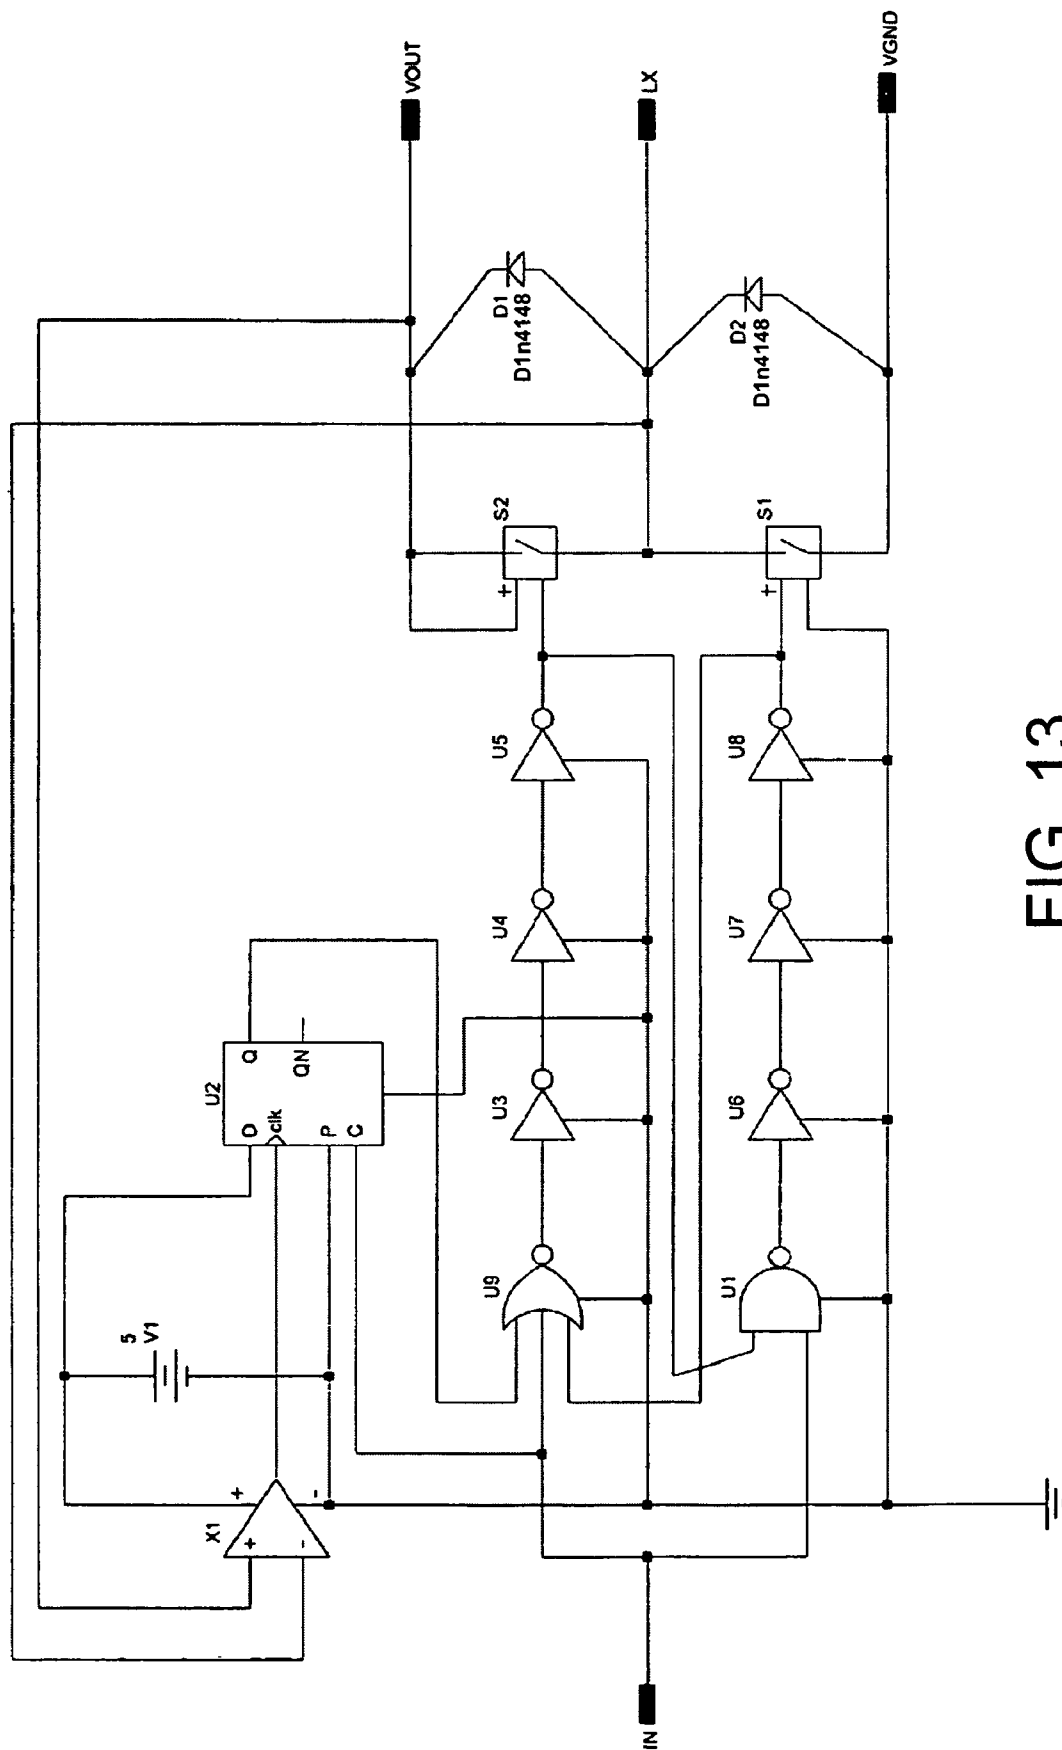 VOUT
LX
VGND
D1
D1n4148
D2
D1n4148
S2
+
S1
+
U5
U8
U4
U7
U2
D
clk
P
C
Q
QN
U3
U6
U9
U1
5
V1
X1
+
-
+
-
IN
FIG. 13